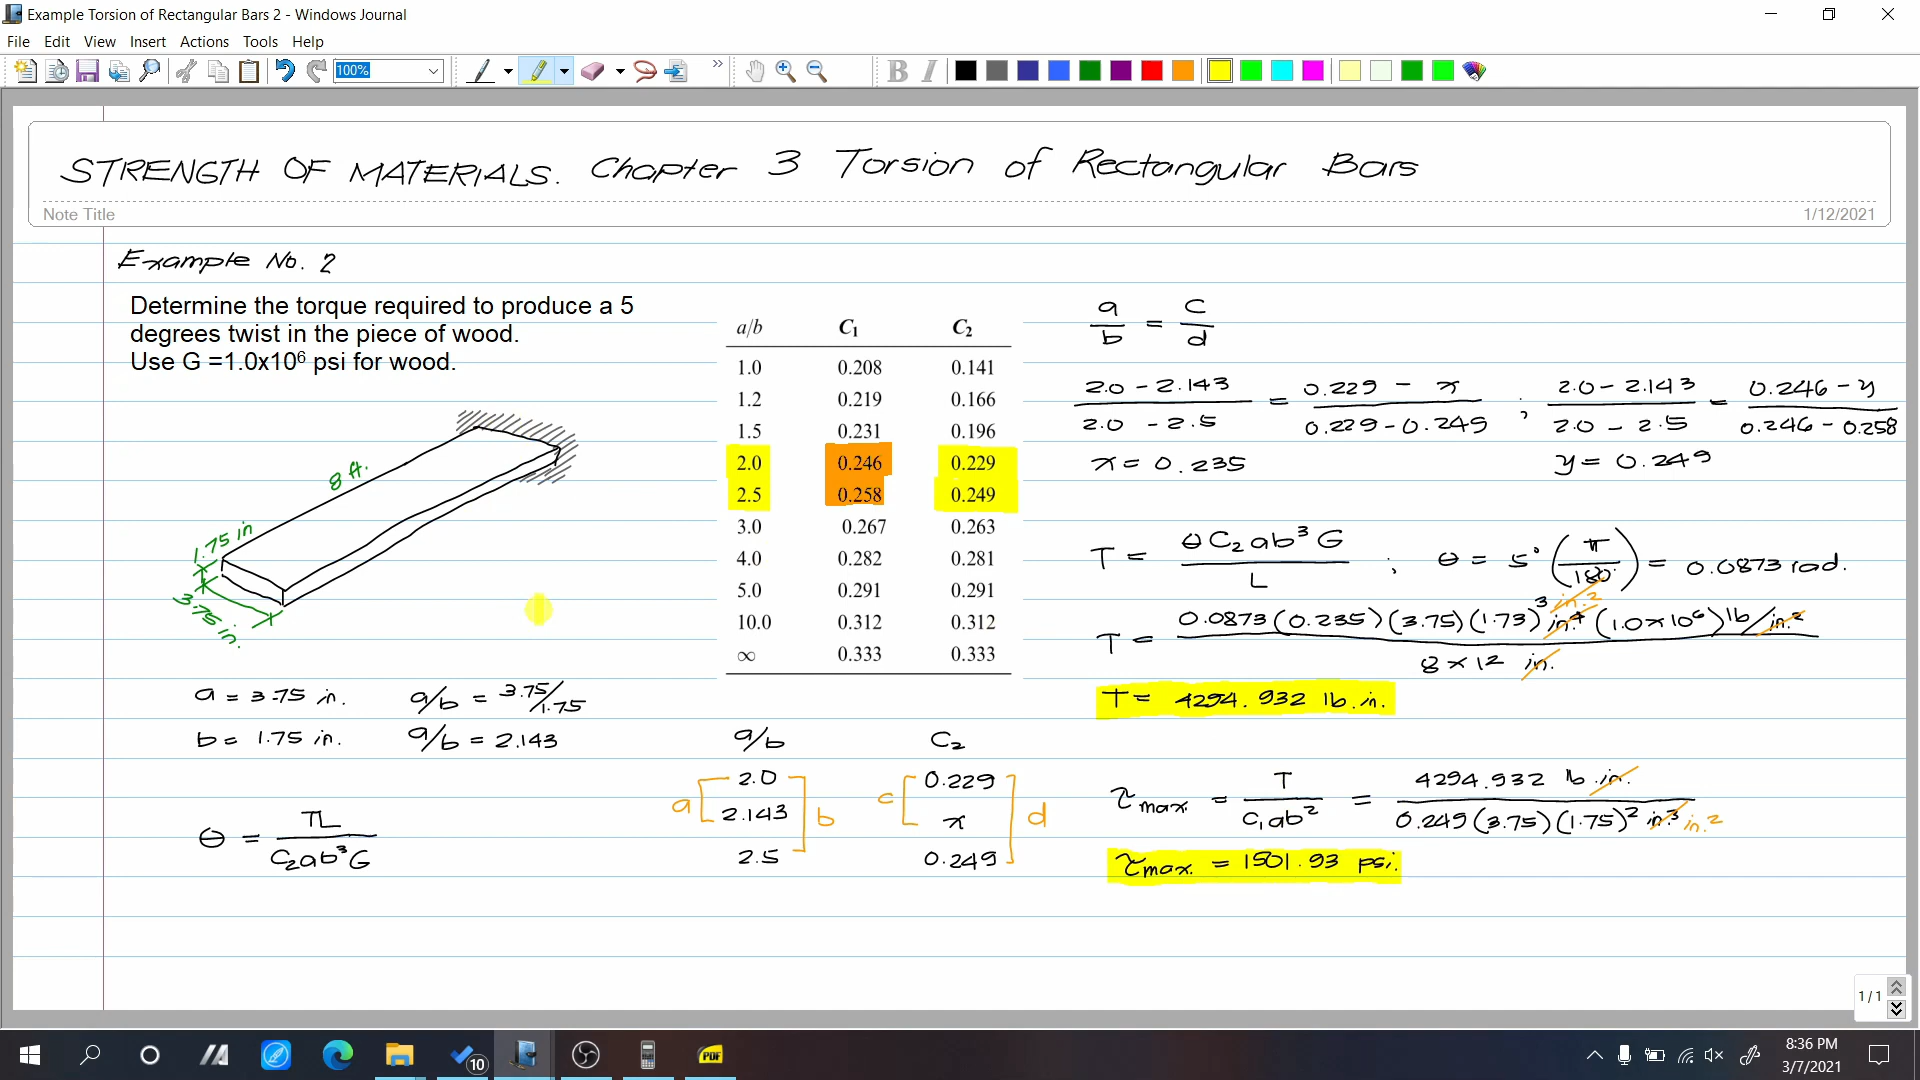 Example Torsion of Rectangular Bars 2 - Windows Journal
File Edit View Insert Actions Tools Help
100%
STRENGTH OF MATERIALS. Chapter 3 Torsion of Rectangular Bars
Note Title
1/12/2021
Example No. 2
Determine the torque required to produce a 5
degrees twist in the piece of wood.
Use G =1.0x10⁶ psi for wood.
8 ft.
1.75 in
3.75 in.
a = 3.75 in. a/b = 3.75/1.75
b = 1.75 in. a/b = 2.143
θ = TL / C₂ab³G
a/b C₁ C₂
1.0 0.208 0.141
1.2 0.219 0.166
1.5 0.231 0.196
2.0 0.246 0.229
2.5 0.258 0.249
3.0 0.267 0.263
4.0 0.282 0.281
5.0 0.291 0.291
10.0 0.312 0.312
∞ 0.333 0.333
a/b C₂
2.0 0.229
a 2.143 b c x d
2.5 0.249
a/b = c/d
2.0 - 2.143 / 2.0 - 2.5 = 0.229 - x / 0.229 - 0.249 ; 2.0 - 2.143 / 2.0 - 2.5 = 0.246 - y / 0.246 - 0.258
x = 0.235 y = 0.249
T = θC₂ab³G / L ; θ = 5° (π / 180°) = 0.0873 rad.
T = 0.0873(0.235)(3.75)(1.73)³ in.⁴ in.² (1.0x10⁶) lb/in.² / 8 x 12 in.
T = 4294.932 lb.in.
τmax = T / C₁ab² = 4294.932 lb.in. / 0.249(3.75)(1.75)² in.³ in.²
τmax. = 1501.93 psi.
1/1
10
PDF
8:36 PM
3/7/2021